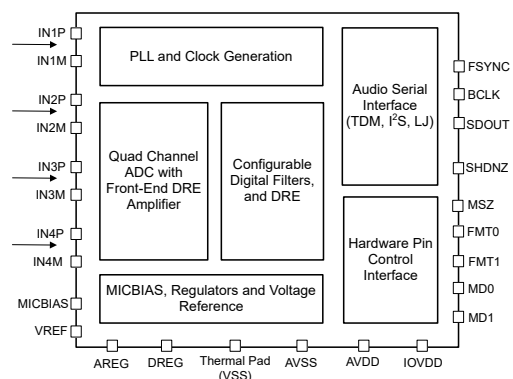 IN1P
IN1M
IN2P
IN2M
IN3P
IN3M
IN4P
IN4M
MICBIAS
VREF
PLL and Clock Generation
Quad Channel
ADC with
Front-End DRE
Amplifier
Configurable
Digital Filters,
and DRE
MICBIAS, Regulators and Voltage
Reference
Audio Serial
Interface
(TDM, I²S, LJ)
Hardware Pin
Control
Interface
FSYNC
BCLK
SDOUT
SHDNZ
MSZ
FMT0
FMT1
MD0
MD1
AREG
DREG
Thermal Pad
(VSS)
AVSS
AVDD
IOVDD